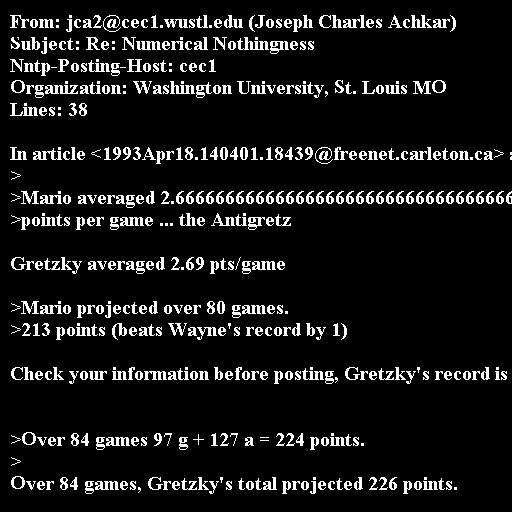 From: jca2@cec1.wustl.edu (Joseph Charles Achkar)
Subject: Re: Numerical Nothingness
Nntp-Posting-Host: cec1
Organization: Washington University, St. Louis MO
Lines: 38
In article <1993Apr18.140401.18439@freenet.carleton.ca>
>
>Mario averaged 2.66666666666666666666666666666666666
>points per game ... the Antigretz
Gretzky averaged 2.69 pts/game
>Mario projected over 80 games.
>213 points (beats Wayne's record by 1)
Check your information before posting, Gretzky's record is
>Over 84 games 97 g + 127 a = 224 points.
>
Over 84 games, Gretzky's total projected 226 points.